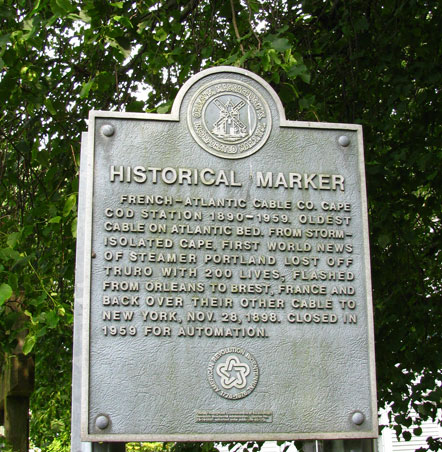 HISTORICAL MARKER
FRENCH-ATLANTIC CABLE CO. CAPE
COD STATION 1890-1959. OLDEST
CABLE ON ATLANTIC BED. FROM STORM-
ISOLATED CAPE, FIRST WORLD NEWS
OF STEAMER PORTLAND LOST OFF
TRURO WITH 200 LIVES, FLASHED
FROM ORLEANS TO BREST, FRANCE AND
BACK OVER THEIR OTHER CABLE TO
NEW YORK, NOV. 28, 1898. CLOSED IN
1959 FOR AUTOMATION.